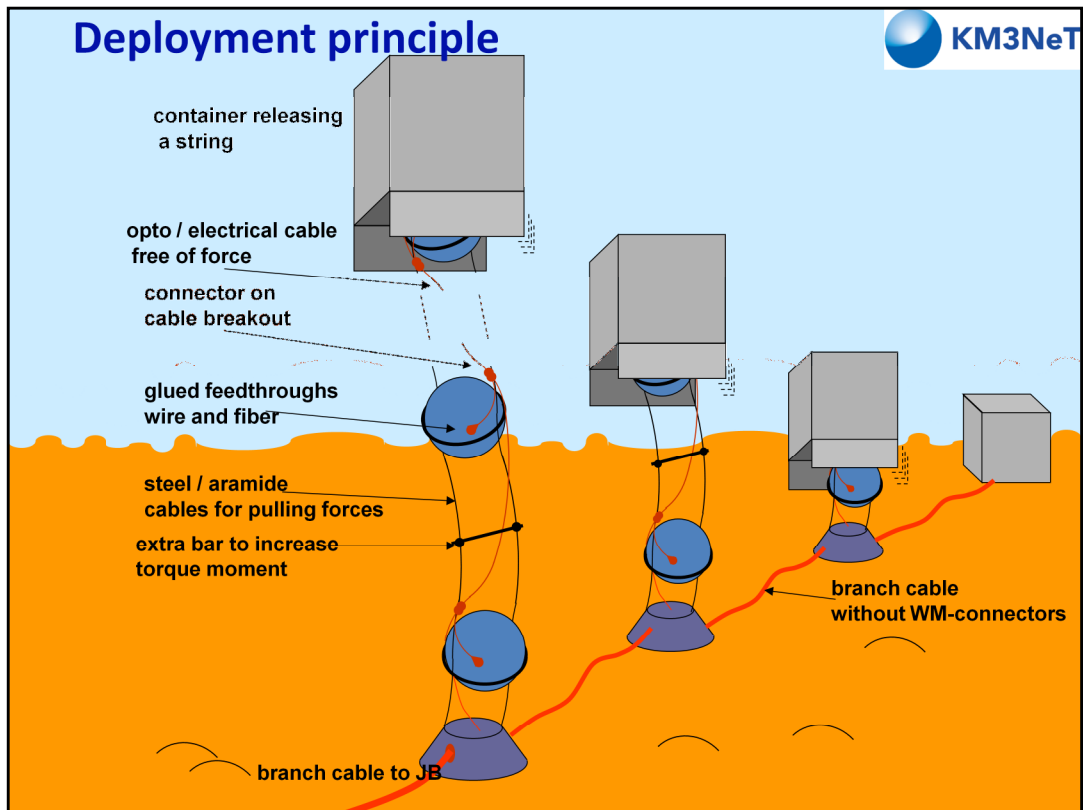 Deployment principle
KM3NeT
container releasing
a string
opto / electrical cable
free of force
connector on
cable breakout
glued feedthroughs
wire and fiber
steel / aramide
cables for pulling forces
extra bar to increase
torque moment
branch cable
without WM-connectors
branch cable to JB